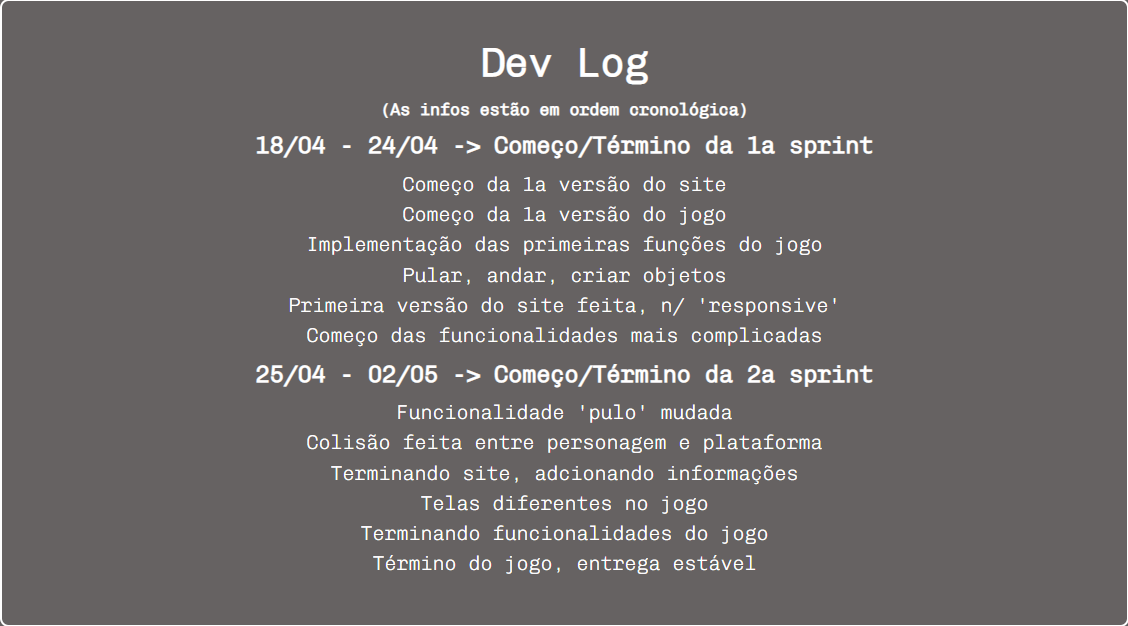 Dev Log
(As infos estão em ordem cronológica)
18/04 - 24/04 -> Começo/Término da 1a sprint
Começo da 1a versão do site
Começo da 1a versão do jogo
Implementação das primeiras funções do jogo
Pular, andar, criar objetos
Primeira versão do site feita, n/ 'responsive'
Começo das funcionalidades mais complicadas
25/04 - 02/05 -> Começo/Término da 2a sprint
Funcionalidade 'pulo' mudada
Colisão feita entre personagem e plataforma
Terminando site, adcionando informações
Telas diferentes no jogo
Terminando funcionalidades do jogo
Término do jogo, entrega estável